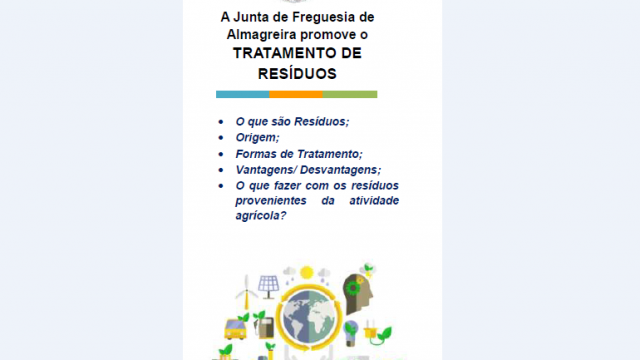 A Junta de Freguesia de
Almagreira promove o
TRATAMENTO DE
RESÍDUOS
• O que são Resíduos;
• Origem;
• Formas de Tratamento;
• Vantagens/ Desvantagens;
• O que fazer com os resíduos
provenientes da atividade
agrícola?